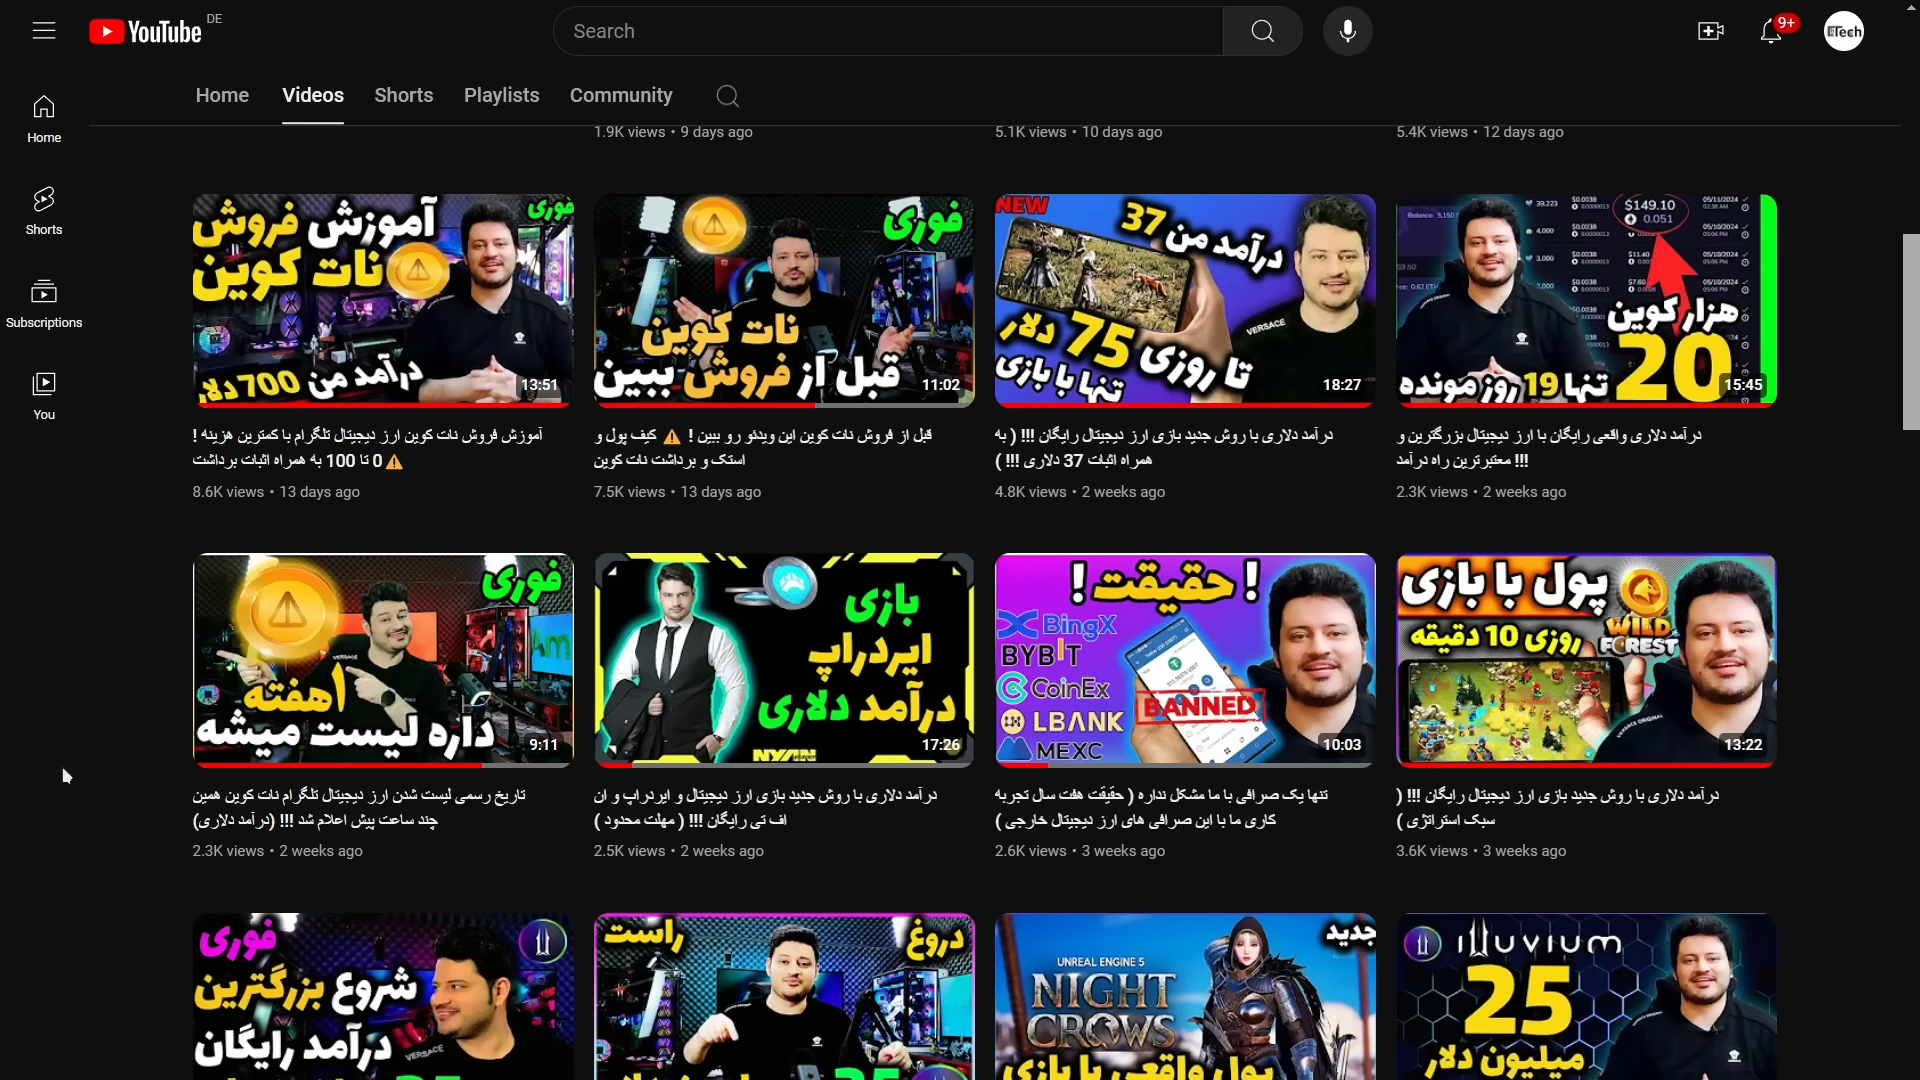 YouTube DE
Search
9+
Home Videos Shorts Playlists Community
Home
Shorts
Subscriptions
You
1.9K views • 9 days ago
5.1K views • 10 days ago
5.4K views • 12 days ago
فوری
آموزش فروش
نات کوین
درآمد من 700 دلار
13:51
فوری
نات کوین
قبل از فروش ببین
11:02
NEW
درآمد من 37
تا روزی 75 دلار
تنها با بازی
VERSACE
18:27
$149.10
0.051
هزار کوین
20
تنها 19 روز مونده
15:45
آموزش فروش نات کوین ارز دیجیتال تلگرام با کمترین هزینه !
⚠️ 0 تا 100 به همراه اثبات برداشت
8.6K views • 13 days ago
قبل از فروش نات کوین این ویدئو رو ببین ! ⚠️ کیف پول و
استک و برداشت نات کوین
7.5K views • 13 days ago
درآمد دلاری با روش جدید بازی ارز دیجیتال رایگان !!! ( به
همراه اثبات 37 دلاری !!! )
4.8K views • 2 weeks ago
درآمد دلاری واقعی رایگان با ارز دیجیتال بزرگترین و
معتبرترین راه درآمد !!!
2.3K views • 2 weeks ago
فوری
1 هفته
داره لیست میشه
9:11
بازی
ایردراپ
درآمد دلاری
NYAN
17:26
! حقیقت !
BingX
BYBIT
CoinEx
LBANK
MEXC
BANNED
10:03
پول با بازی
روزی 10 دقیقه
WILD
FOREST
13:22
تاریخ رسمی لیست شدن ارز دیجیتال تلگرام نات کوین همین
چند ساعت پیش اعلام شد !!! (درآمد دلاری)
2.3K views • 2 weeks ago
درآمد دلاری با روش جدید بازی ارز دیجیتال و ایردراپ و ان
اف تی رایگان !!! ( مهلت محدود )
2.5K views • 2 weeks ago
تنها یک صرافی با ما مشکل نداره ( حقیقت هفت سال تجربه
کاری ما با این صرافی های ارز دیجیتال خارجی )
2.6K views • 3 weeks ago
درآمد دلاری با روش جدید بازی ارز دیجیتال رایگان !!! (
سبک استراتژی )
3.6K views • 3 weeks ago
فوری
شروع بزرگترین
درآمد رایگان
VERSACE
راست
دروغ
جدید
UNREAL ENGINE 5
NIGHT
CROWS
پول واقعی با بازی
ILLUVIUM
25
میلیون دلار